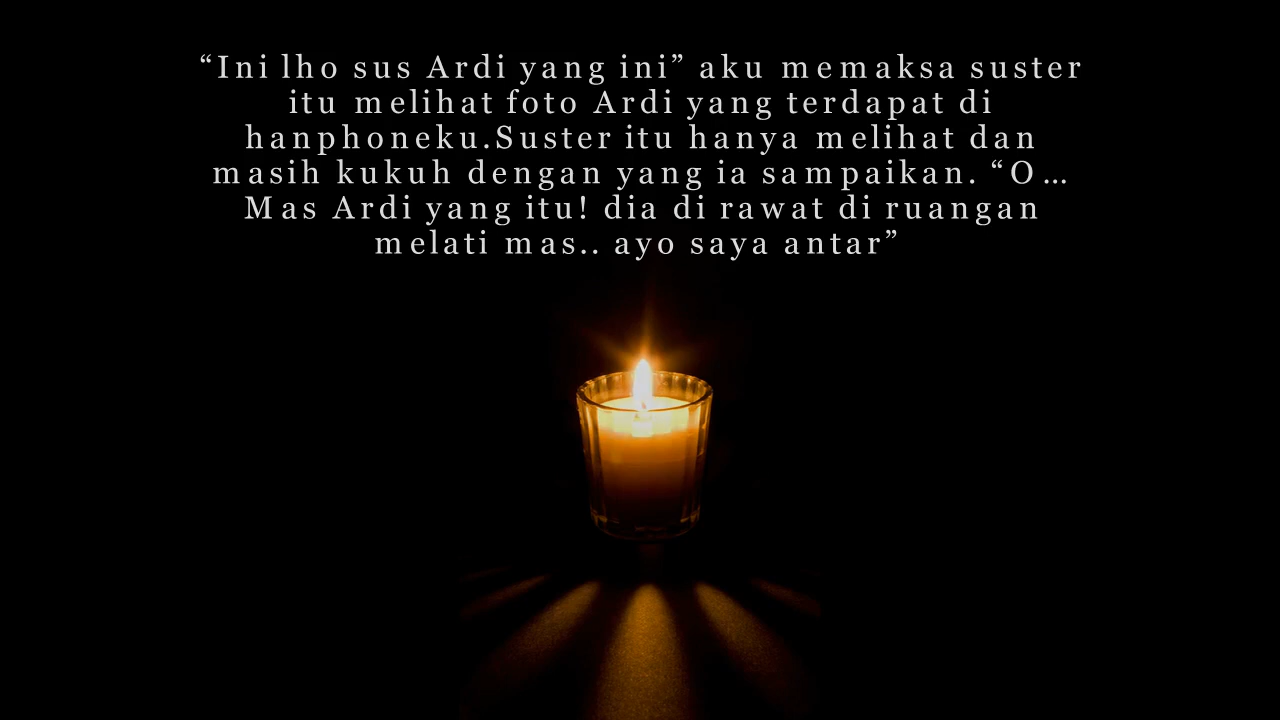 “Ini lho sus Ardi yang ini” aku memaksa suster
itu melihat foto Ardi yang terdapat di
hanphoneku.Suster itu hanya melihat dan
masih kukuh dengan yang ia sampaikan. “O...
Mas Ardi yang itu! dia di rawat di ruangan
melati mas.. ayo saya antar”